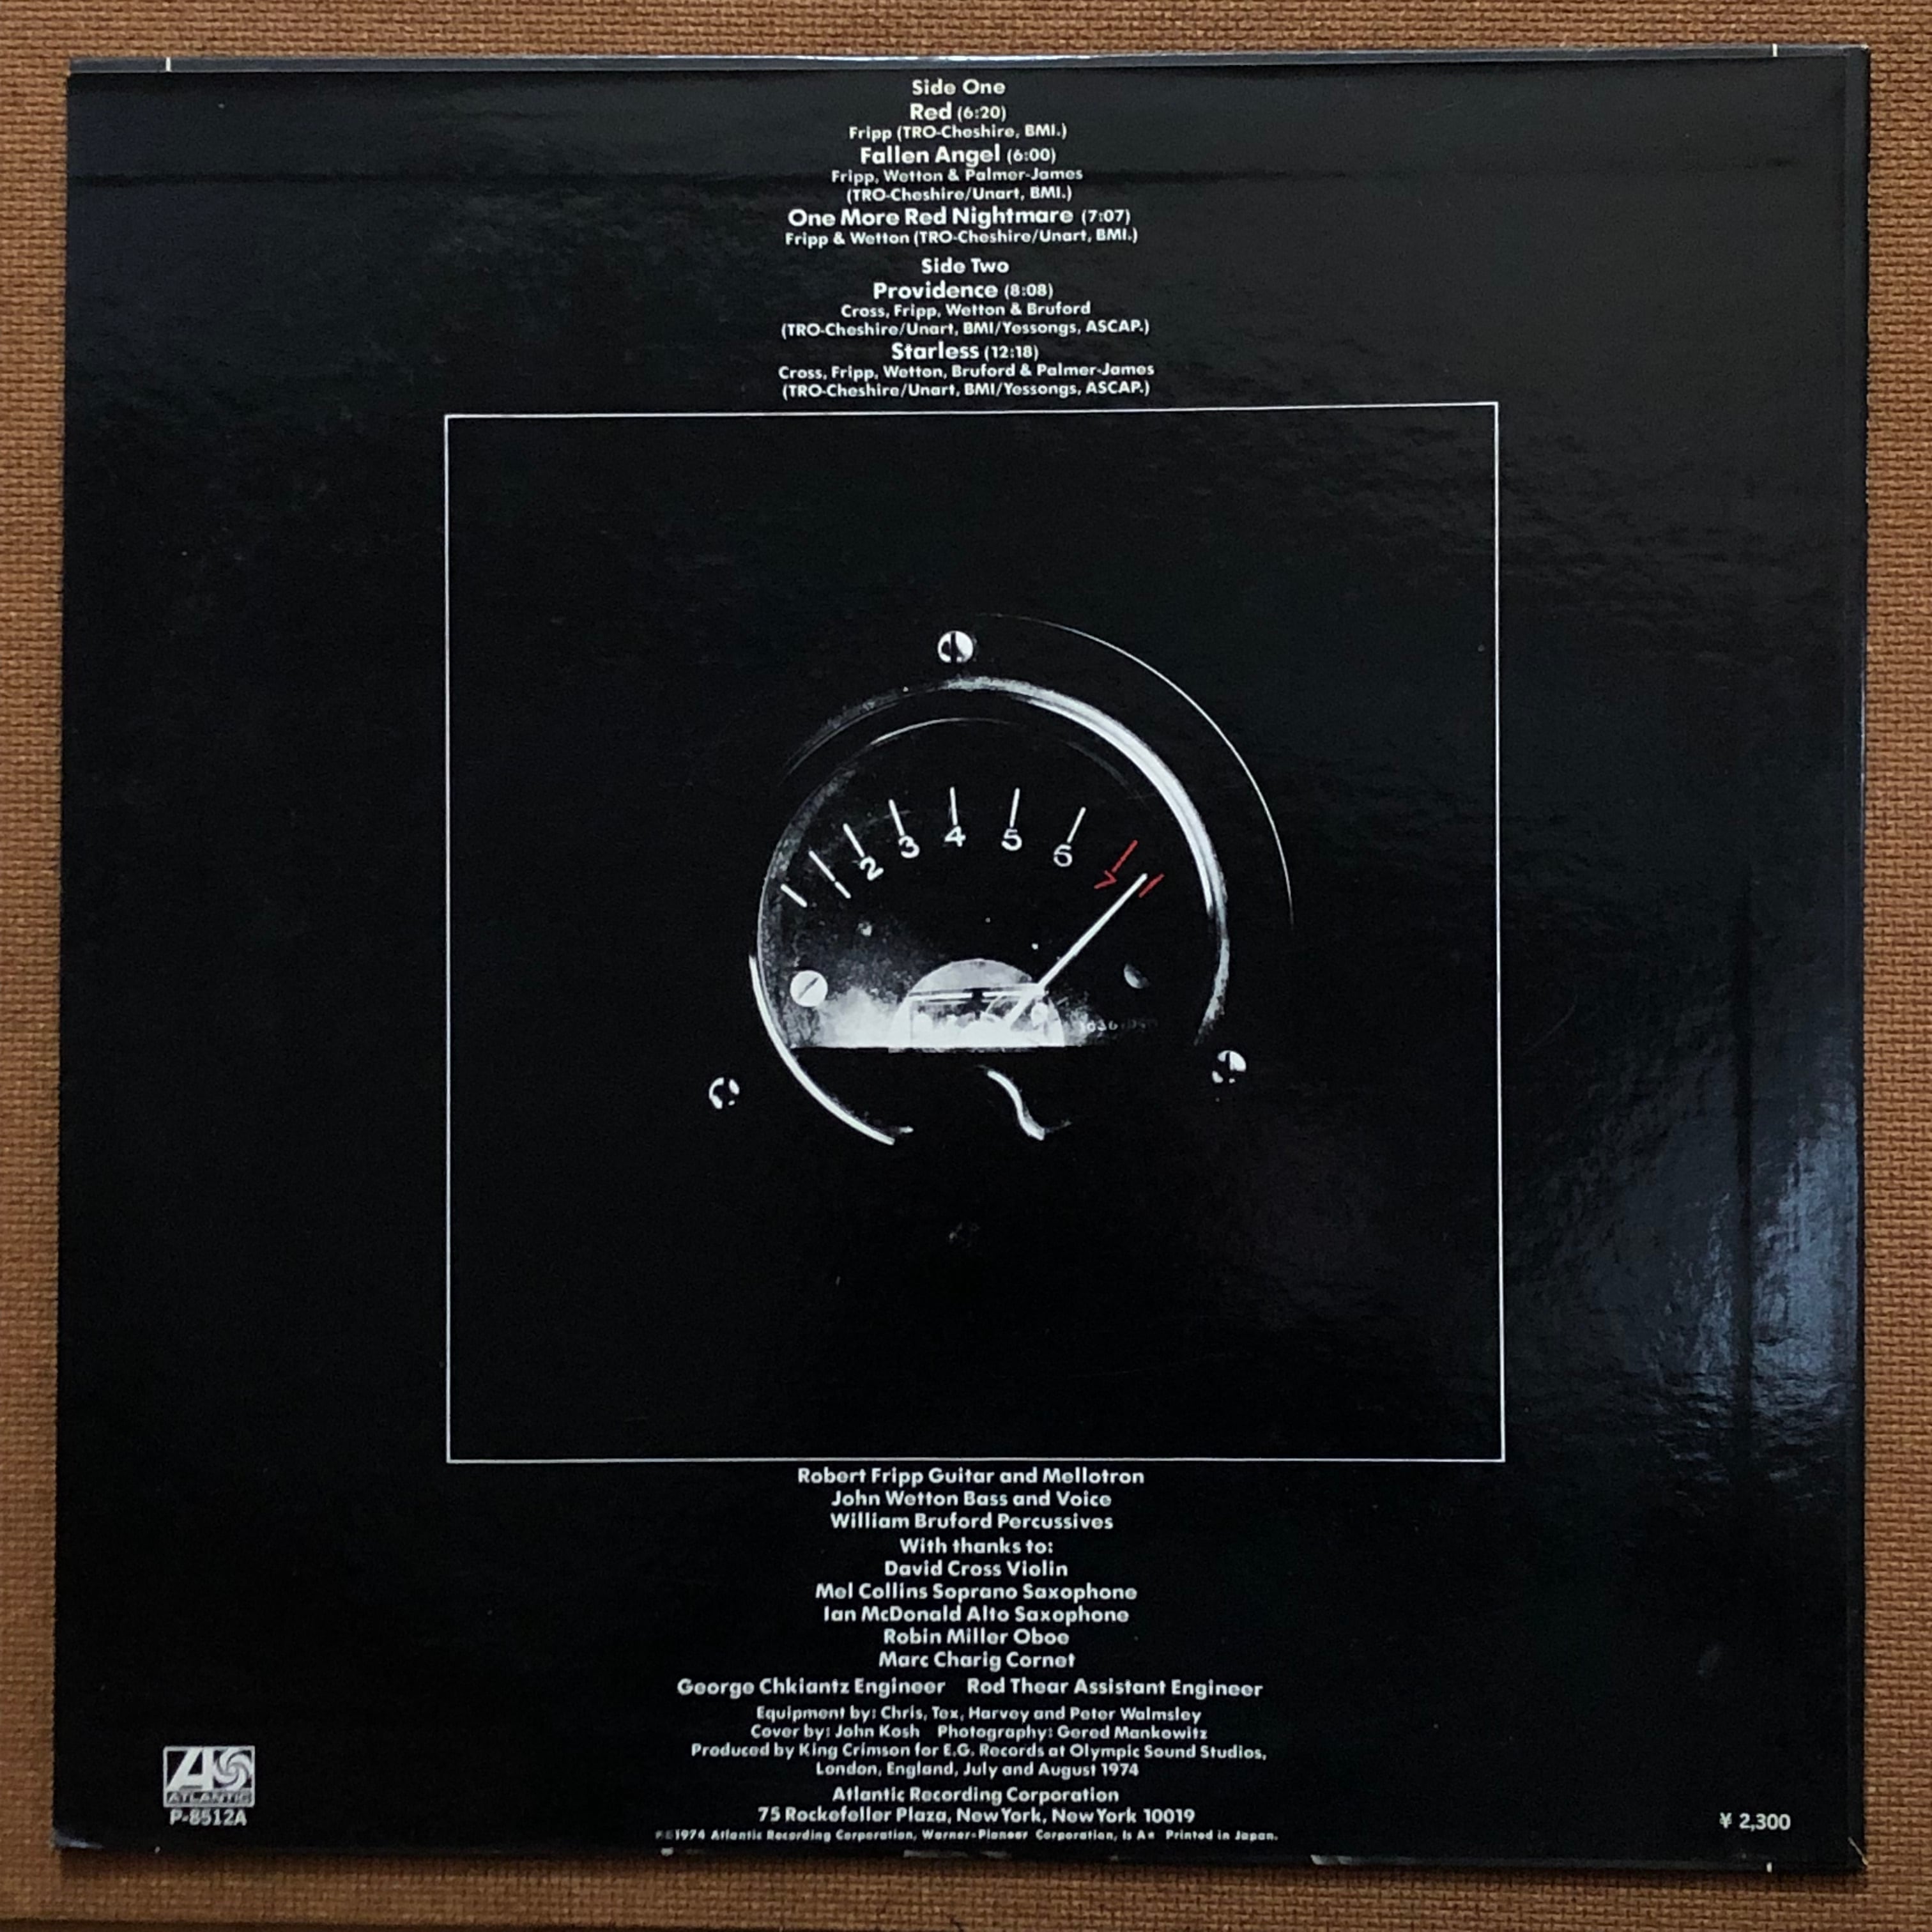 Side One
Red (6:20)
Fripp (TRO-Cheshire, BMI.)
Fallen Angel (6:00)
Fripp, Wetton & Palmer-James
(TRO-Cheshire/Unart, BMI.)
One More Red Nightmare (7:07)
Fripp & Wetton (TRO-Cheshire/Unart, BMI.)
Side Two
Providence (8:08)
Cross, Fripp, Wetton & Bruford
(TRO-Cheshire/Unart, BMI/Yessongs, ASCAP.)
Starless (12:18)
Cross, Fripp, Wetton, Bruford & Palmer-James
(TRO-Cheshire/Unart, BMI/Yessongs, ASCAP.)
2 3 4 5 6 7
Robert Fripp Guitar and Mellotron
John Wetton Bass and Voice
William Bruford Percussives
With thanks to:
David Cross Violin
Mel Collins Soprano Saxophone
Ian McDonald Alto Saxophone
Robin Miller Oboe
Marc Charig Cornet
George Chkiantz Engineer Rod Thear Assistant Engineer
Equipment by: Chris, Tex, Harvey and Peter Walmsley
Cover by: John Kosh Photography: Gered Mankowitz
Produced by King Crimson for E.G. Records at Olympic Sound Studios,
London, England, July and August 1974
Atlantic Recording Corporation
75 Rockefeller Plaza, New York, New York 10019
1974 Atlantic Recording Corporation, Warner-Pioneer Corporation, Printed in Japan.
ATLANTIC
P-8512A
¥ 2,300